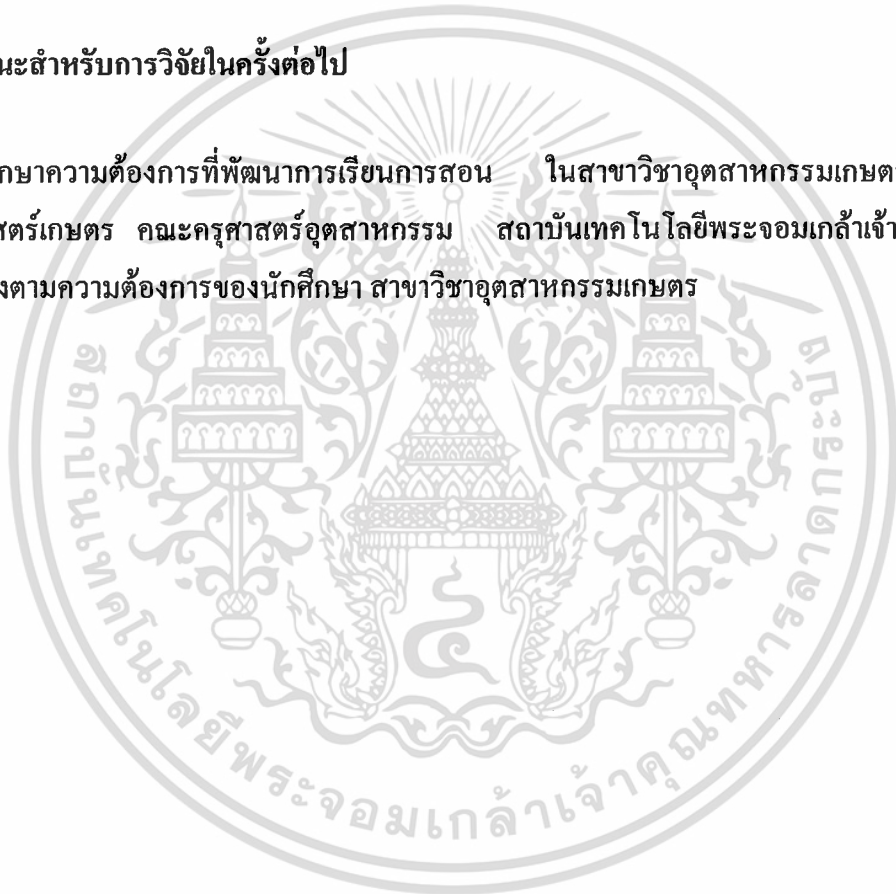 นะสำหรับการวิจัยในครั้งต่อไป
กษาความต้องการที่พัฒนาการเรียนการสอน ในสาขาวิชาอุตสาหกรรมเกษต
สตร์เกษตร คณะครุศาสตร์อุตสาหกรรม สถาบันเทคโนโลยีพระจอมเกล้าเจ้า
งตามความต้องการของนักศึกษา สาขาวิชาอุตสาหกรรมเกษตร
สถาบันเทคโนโลยีพระจอมเกล้าเจ้าคุณทหารลาดกระบัง
๔